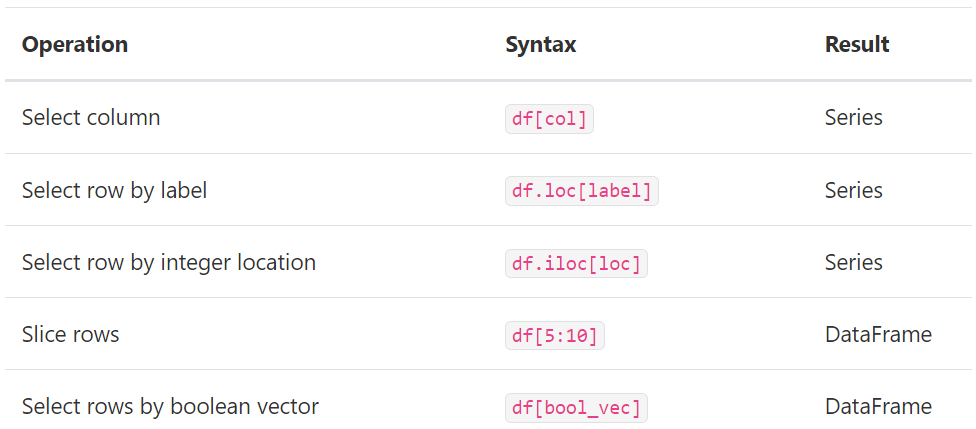 Operation Syntax Result
Select column df[col] Series
Select row by label df.loc[label] Series
Select row by integer location df.iloc[loc] Series
Slice rows df[5:10] DataFrame
Select rows by boolean vector df[bool_vec] DataFrame